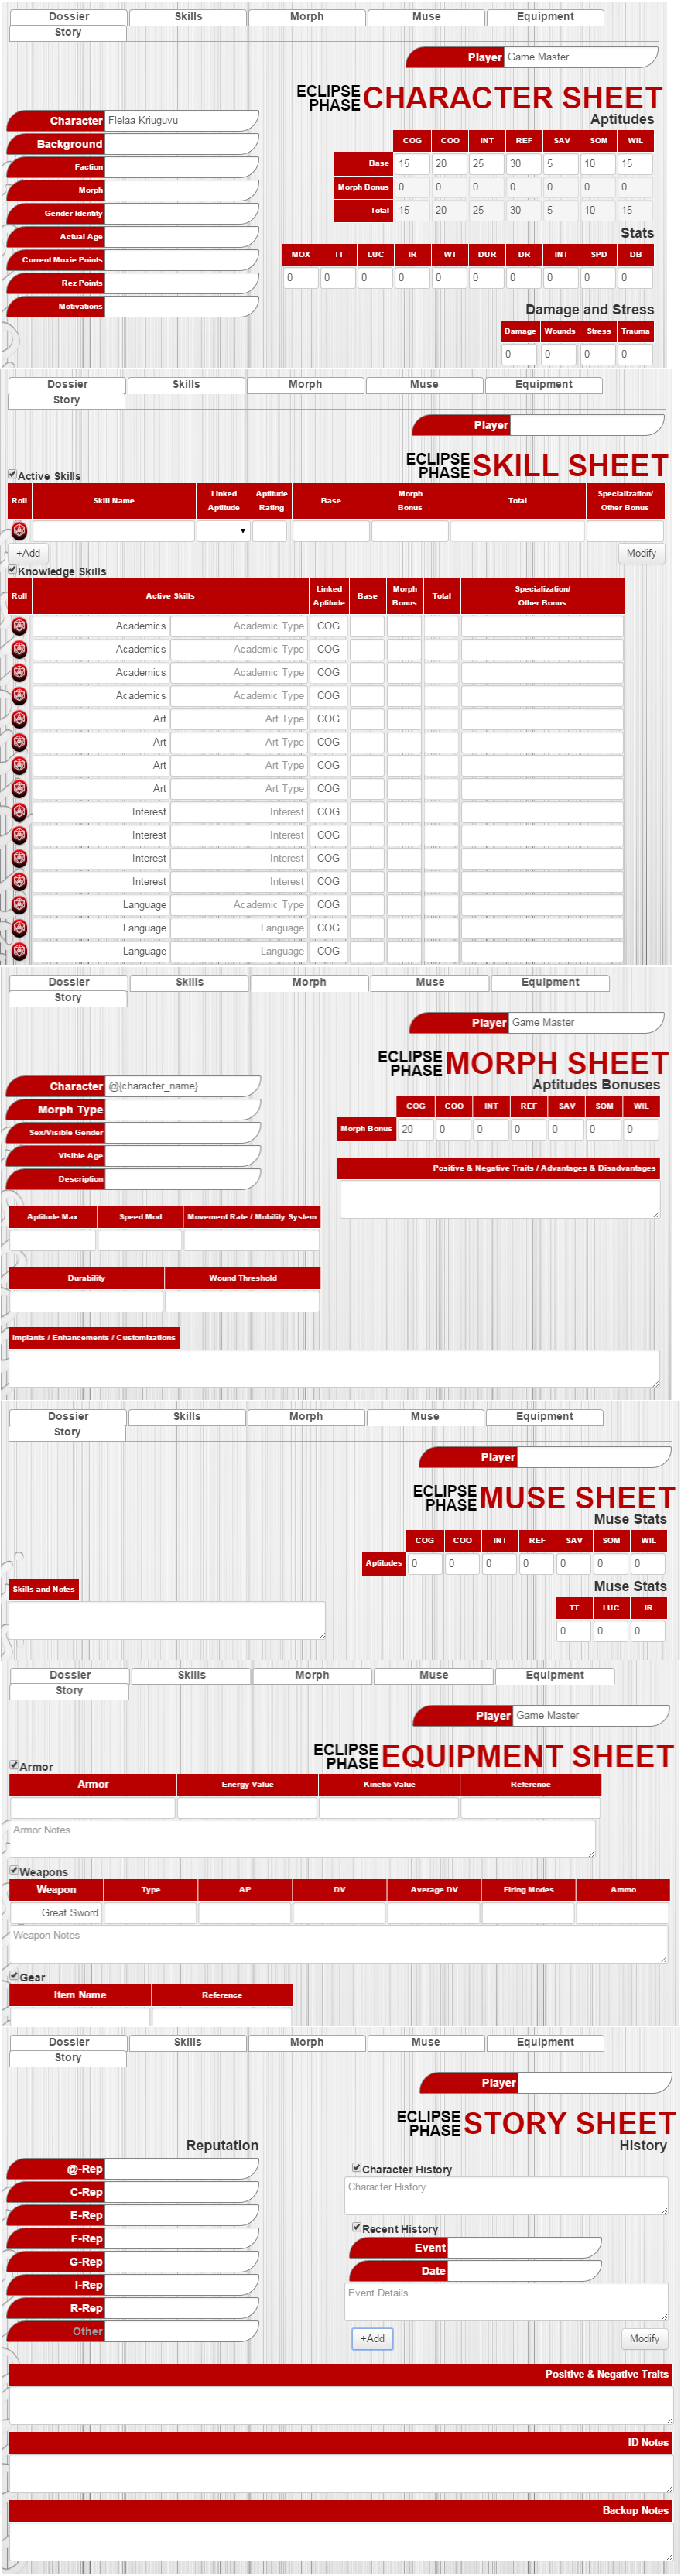 Dossier Skills Morph Muse Equipment
Story
Player Game Master
ECLIPSE PHASE CHARACTER SHEET
Aptitudes
Character Flelaa Kriuguvu
Background
Faction
Morph
Gender Identity
Actual Age
Current Moxie Points
Rez Points
Motivations
COG COO INT REF SAV SOM WIL
Base 15 20 25 30 5 10 15
Morph Bonus 0 0 0 0 0 0 0
Total 15 20 25 30 5 10 15
Stats
MOX TT LUC IR WT DUR DR INT SPD DB
0 0 0 0 0 0 0 0 0 0
Damage and Stress
Damage Wounds Stress Trauma
0 0 0 0
Dossier Skills Morph Muse Equipment
Story
Player
ECLIPSE PHASE SKILL SHEET
Active Skills
Roll Skill Name Linked Aptitude Aptitude Rating Base Morph Bonus Total Specialization/ Other Bonus
+Add Modify
Knowledge Skills
Roll Active Skills Linked Aptitude Base Morph Bonus Total Specialization/ Other Bonus
Academics Academic Type COG
Academics Academic Type COG
Academics Academic Type COG
Academics Academic Type COG
Art Art Type COG
Art Art Type COG
Art Art Type COG
Art Art Type COG
Interest Interest COG
Interest Interest COG
Interest Interest COG
Interest Interest COG
Language Academic Type COG
Language Language COG
Language Language COG
Dossier Skills Morph Muse Equipment
Story
Player Game Master
ECLIPSE PHASE MORPH SHEET
Aptitudes Bonuses
Character @{character_name}
Morph Type
Sex/Visible Gender
Visible Age
Description
COG COO INT REF SAV SOM WIL
Morph Bonus 20 0 0 0 0 0 0
Positive & Negative Traits / Advantages & Disadvantages
Aptitude Max Speed Mod Movement Rate / Mobility System
Durability Wound Threshold
Implants / Enhancements / Customizations
Dossier Skills Morph Muse Equipment
Story
Player
ECLIPSE PHASE MUSE SHEET
Muse Stats
COG COO INT REF SAV SOM WIL
Aptitudes 0 0 0 0 0 0 0
Skills and Notes
Muse Stats
TT LUC IR
0 0 0
Dossier Skills Morph Muse Equipment
Story
Player Game Master
ECLIPSE PHASE EQUIPMENT SHEET
Armor
Armor Energy Value Kinetic Value Reference
Armor Notes
Weapons
Weapon Type AP DV Average DV Firing Modes Ammo
Great Sword
Weapon Notes
Gear
Item Name Reference
Dossier Skills Morph Muse Equipment
Story
Player
ECLIPSE PHASE STORY SHEET
Reputation
@-Rep
C-Rep
E-Rep
F-Rep
G-Rep
I-Rep
R-Rep
Other
History
Character History
Character History
Recent History
Event
Date
Event Details
+Add Modify
Positive & Negative Traits
ID Notes
Backup Notes